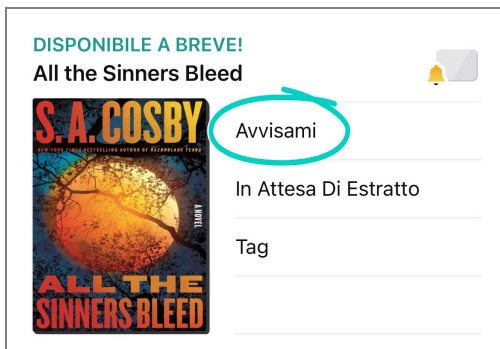 DISPONIBILE A BREVE!
All the Sinners Bleed
S. A. COSBY
NEW YORK TIMES BESTSELLING AUTHOR OF RAZORBLADE TEARS
A NOVEL
ALL THE
SINNERS BLEED
Avvisami
In Attesa Di Estratto
Tag